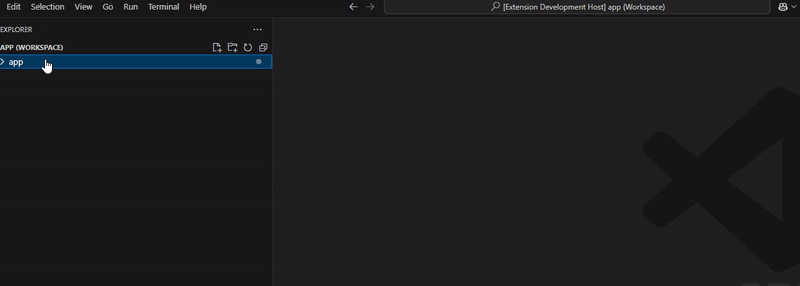 Edit Selection View Go Run Terminal Help [Extension Development Host] app (Workspace)
EXPLORER
APP (WORKSPACE)
app